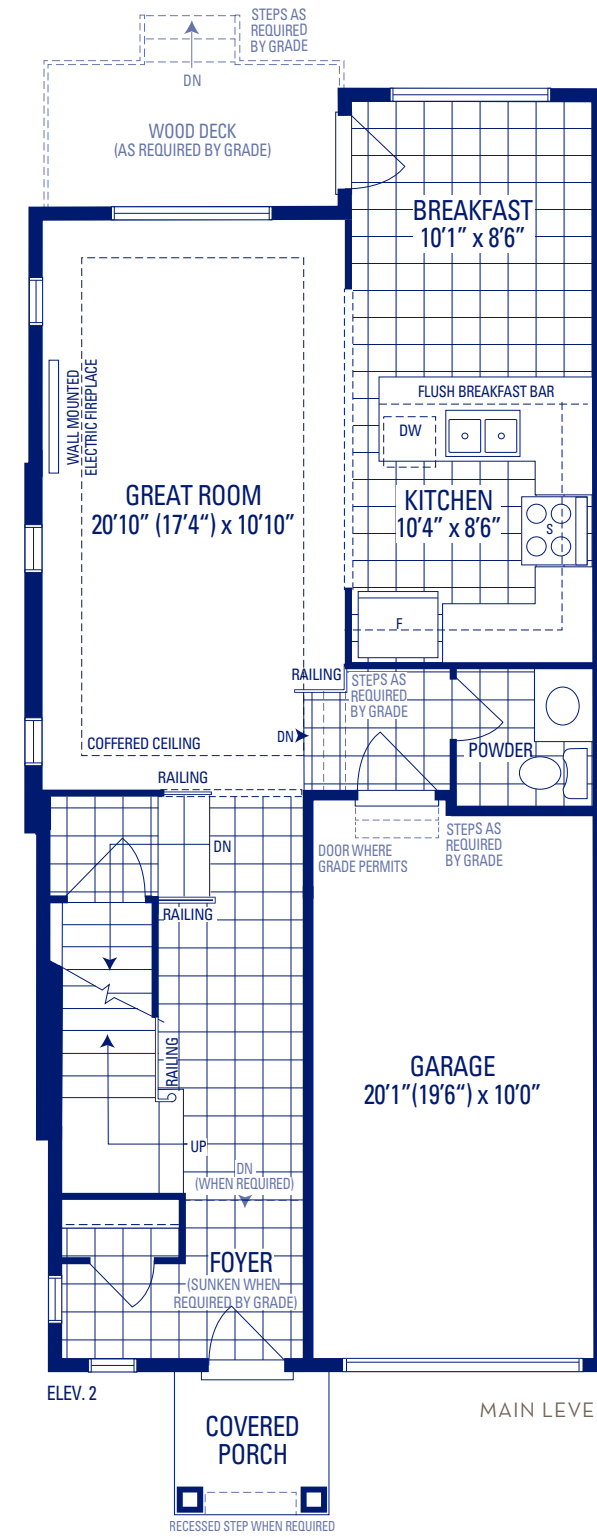 STEPS AS
REQUIRED
BY GRADE
DN
WOOD DECK
(AS REQUIRED BY GRADE)
BREAKFAST
10'1" x 8'6"
WALL MOUNTED
ELECTRIC FIREPLACE
FLUSH BREAKFAST BAR
DW
GREAT ROOM
20'10" (17'4") x 10'10"
KITCHEN
10'4" x 8'6"
S
F
RAILING
STEPS AS
REQUIRED
BY GRADE
DN
COFFERED CEILING
POWDER
RAILING
DN
DOOR WHERE
GRADE PERMITS
STEPS AS
REQUIRED
BY GRADE
RAILING
RAILING
GARAGE
20'1"(19'6") x 10'0"
UP
DN
(WHEN REQUIRED)
FOYER
(SUNKEN WHEN
REQUIRED BY GRADE)
ELEV. 2
MAIN LEVE
COVERED
PORCH
RECESSED STEP WHEN REQUIRED